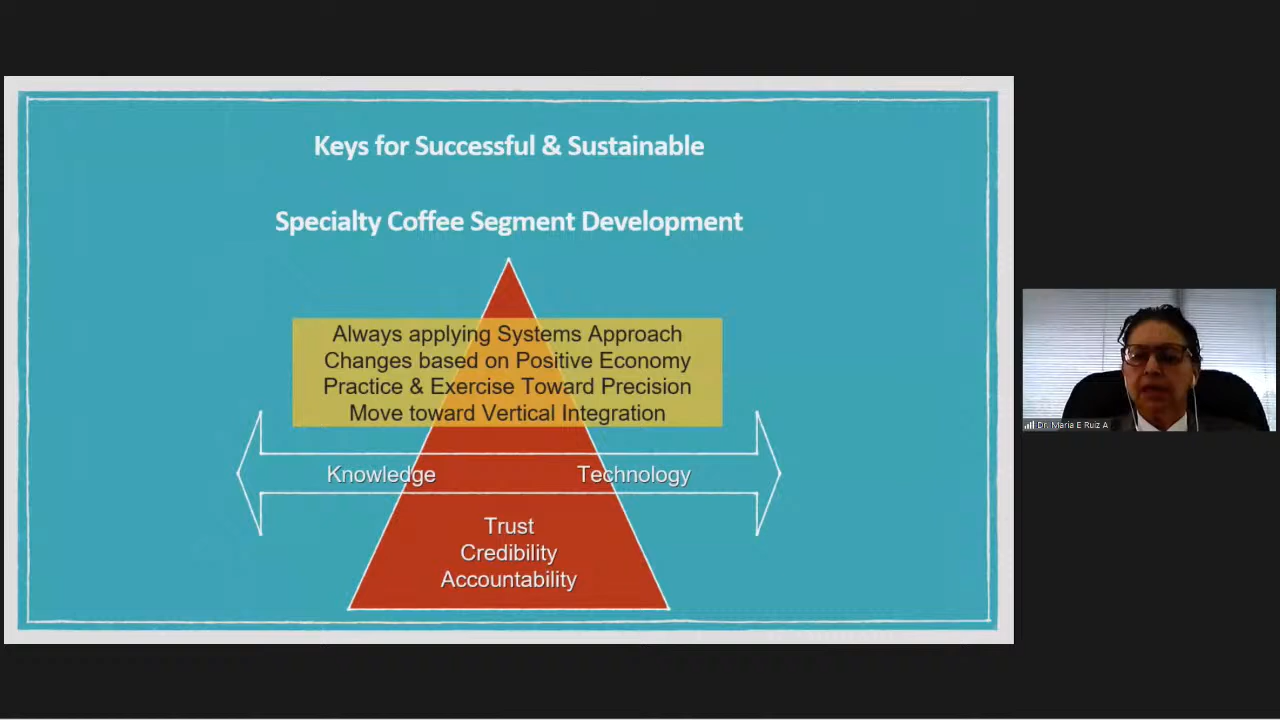 Keys for Successful & Sustainable
Specialty Coffee Segment Development
Always applying Systems Approach
Changes based on Positive Economy
Practice & Exercise Toward Precision
Move toward Vertical Integration
Knowledge
Technology
Trust
Credibility
Accountability
Dr. Maria E Ruiz A